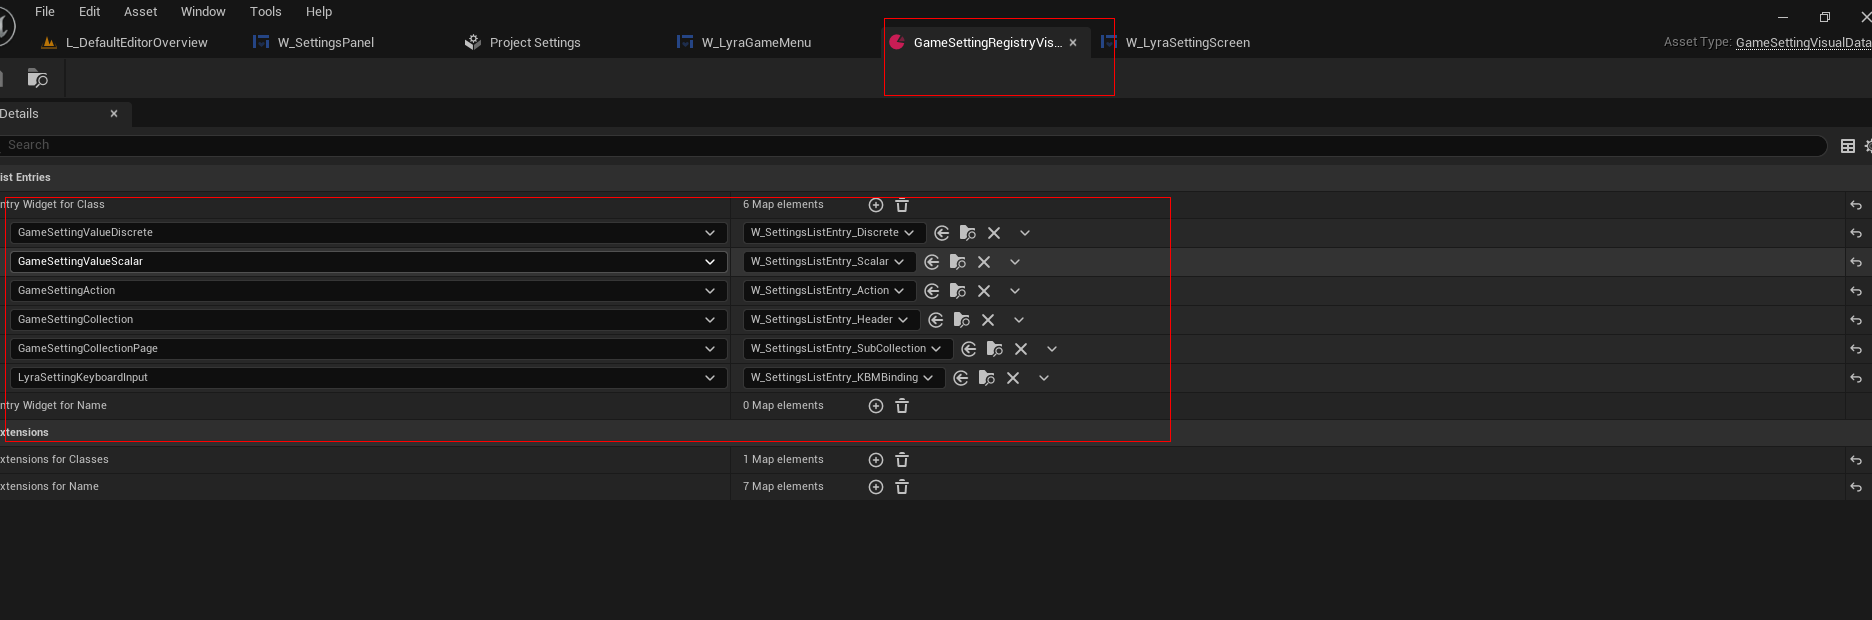 File Edit Asset Window Tools Help
L_DefaultEditorOverview W_SettingsPanel Project Settings W_LyraGameMenu GameSettingRegistryVis... W_LyraSettingScreen Asset Type: GameSettingVisualData
Details
Search
ist Entries
ntry Widget for Class 6 Map elements
GameSettingValueDiscrete W_SettingsListEntry_Discrete
GameSettingValueScalar W_SettingsListEntry_Scalar
GameSettingAction W_SettingsListEntry_Action
GameSettingCollection W_SettingsListEntry_Header
GameSettingCollectionPage W_SettingsListEntry_SubCollection
LyraSettingKeyboardInput W_SettingsListEntry_KBMBinding
ntry Widget for Name 0 Map elements
xtensions
xtensions for Classes 1 Map elements
xtensions for Name 7 Map elements